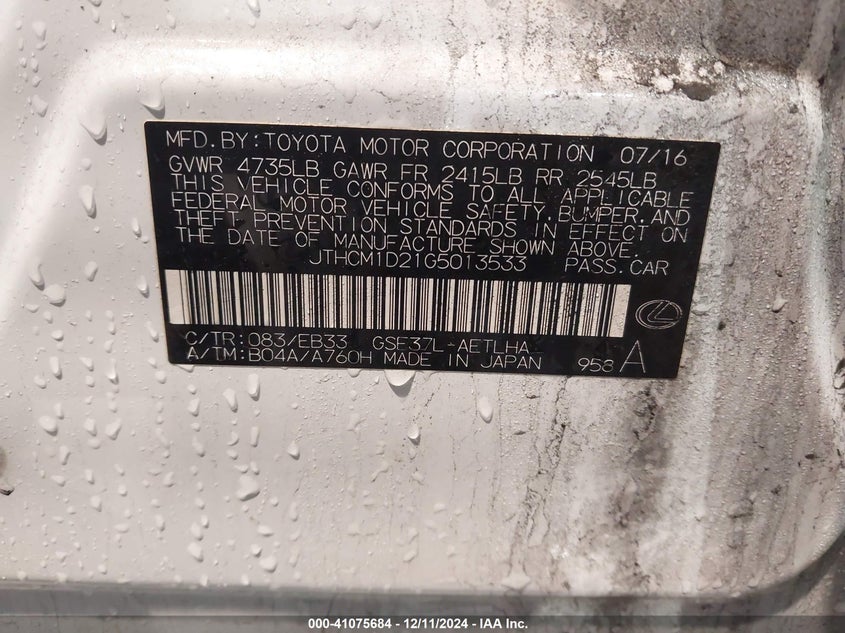 MFD.BY:TOYOTA MOTOR CORPORATION 07/16
GVWR 4735LB GAWR FR 2415LB RR 2545LB
THIS VEHICLE CONFORMS TO ALL APPLICABLE
FEDERAL MOTOR VEHICLE SAFETY,BUMPER,AND
THEFT PREVENTION STANDARDS IN EFFECT ON
THE DATE OF MANUFACTURE SHOWN ABOVE.
JTHCM1D21G5013533 PASS.CAR
C/TR:083/EB33 GSE37L-AETLHA
A/TM:B04A/A760H MADE IN JAPAN 958 A
000-41075684 - 12/11/2024 - IAA Inc.